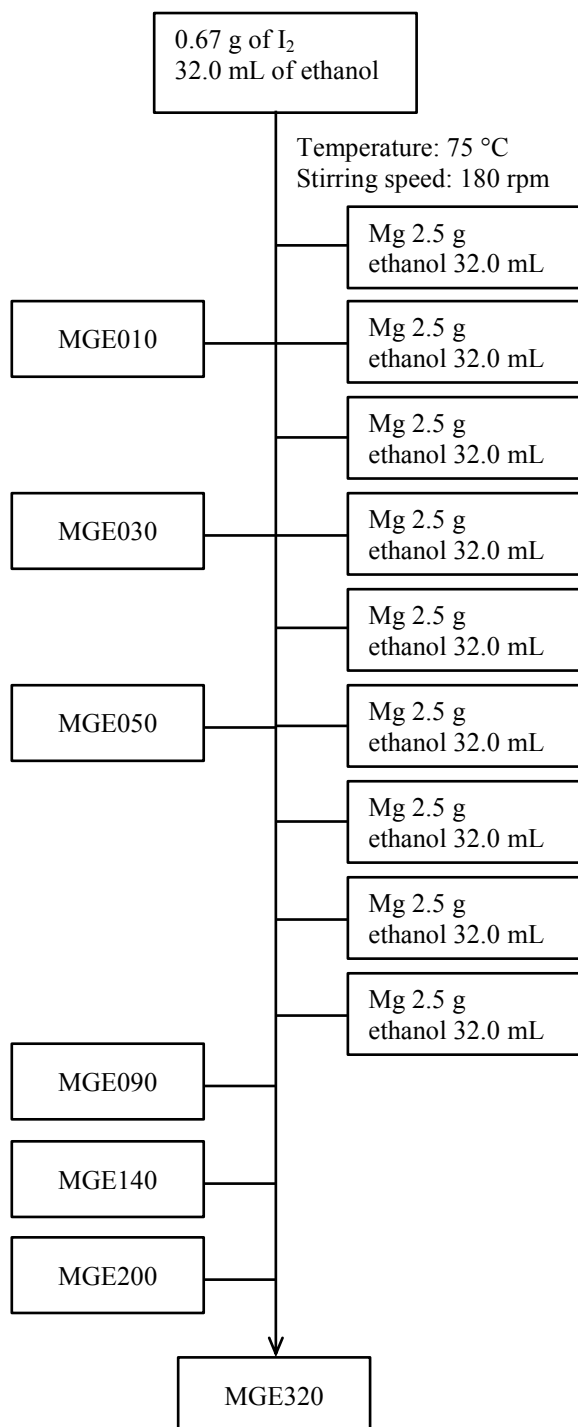 0.67 g of I₂
32.0 mL of ethanol
Temperature: 75 °C
Stirring speed: 180 rpm
Mg 2.5 g
ethanol 32.0 mL
MGE010
Mg 2.5 g
ethanol 32.0 mL
Mg 2.5 g
ethanol 32.0 mL
MGE030
Mg 2.5 g
ethanol 32.0 mL
Mg 2.5 g
ethanol 32.0 mL
MGE050
Mg 2.5 g
ethanol 32.0 mL
Mg 2.5 g
ethanol 32.0 mL
Mg 2.5 g
ethanol 32.0 mL
Mg 2.5 g
ethanol 32.0 mL
MGE090
MGE140
MGE200
MGE320